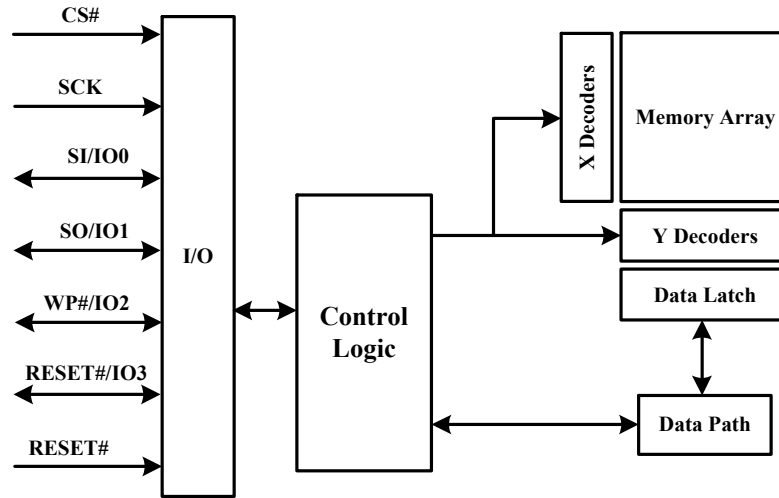 CS#
SCK
SI/IO0
SO/IO1
WP#/IO2
RESET#/IO3
RESET#
I/O
Control
Logic
X Decoders
Memory Array
Y Decoders
Data Latch
Data Path